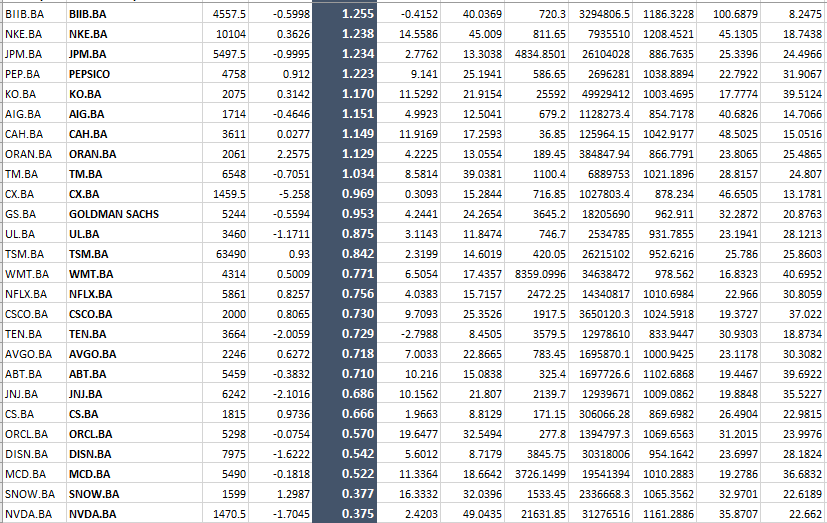 BIIB.BA BIIB.BA 4557.5 -0.5998 1.255 -0.4152 40.0369 720.3 3294806.5 1186.3228 100.6879 8.2475
NKE.BA NKE.BA 10104 0.3626 1.238 14.5586 45.009 811.65 7935510 1208.4521 45.1305 18.7438
JPM.BA JPM.BA 5497.5 -0.9995 1.234 2.7762 13.3038 4834.8501 26104028 886.7635 25.3396 24.4966
PEP.BA PEPSICO 4758 0.912 1.223 9.141 25.1941 586.65 2696281 1038.8894 22.7922 31.9067
KO.BA KO.BA 2075 0.3142 1.170 11.5292 21.9154 25592 49929412 1003.4695 17.7774 39.5124
AIG.BA AIG.BA 1714 -0.4646 1.151 4.9923 12.5041 679.2 1128273.4 854.7178 40.6826 14.7066
CAH.BA CAH.BA 3611 0.0277 1.149 11.9169 17.2593 36.85 125964.15 1042.9177 48.5025 15.0516
ORAN.BA ORAN.BA 2061 2.2575 1.129 4.2225 13.0554 189.45 384847.94 866.7791 23.8065 25.4865
TM.BA TM.BA 6548 -0.7051 1.034 8.5814 39.0381 1100.4 6889753 1021.1896 28.8157 24.807
CX.BA CX.BA 1459.5 -5.258 0.969 0.3093 15.2844 716.85 1027803.4 878.234 46.6505 13.1781
GS.BA GOLDMAN SACHS 5244 -0.5594 0.953 4.2441 24.2654 3645.2 18205690 962.911 32.2872 20.8763
UL.BA UL.BA 3460 -1.1711 0.875 3.1143 11.8474 746.7 2534785 931.7855 23.1941 28.1213
TSM.BA TSM.BA 63490 0.93 0.842 2.3199 14.6019 420.05 26215102 952.6216 25.786 25.8603
WMT.BA WMT.BA 4314 0.5009 0.771 6.5054 17.4357 8359.0996 34638472 978.562 16.8323 40.6952
NFLX.BA NFLX.BA 5861 0.8257 0.756 4.0383 15.7157 2472.25 14340817 1010.6984 22.966 30.8059
CSCO.BA CSCO.BA 2000 0.8065 0.730 9.7093 25.3526 1917.5 3650120.3 1024.5918 19.3727 37.022
TEN.BA TEN.BA 3664 -2.0059 0.729 -2.7988 8.4505 3579.5 12978610 833.9447 30.9303 18.8734
AVGO.BA AVGO.BA 2246 0.6272 0.718 7.0033 22.8665 783.45 1695870.1 1000.9425 23.1178 30.3082
ABT.BA ABT.BA 5459 -0.3832 0.710 10.216 15.0838 325.4 1697726.6 1102.6868 19.4467 39.6922
JNJ.BA JNJ.BA 6242 -2.1016 0.686 10.1562 21.807 2139.7 12939671 1009.0862 19.8848 35.5227
CS.BA CS.BA 1815 0.9736 0.666 1.9663 8.8129 171.15 306066.28 869.6982 26.4904 22.9815
ORCL.BA ORCL.BA 5298 -0.0754 0.570 19.6477 32.5494 277.8 1394797.3 1069.6563 31.2015 23.9976
DISN.BA DISN.BA 7975 -1.6222 0.542 5.6012 8.7179 3845.75 30318006 954.1642 23.6997 28.1824
MCD.BA MCD.BA 5490 -0.1818 0.522 11.3364 18.6642 3726.1499 19541394 1010.2883 19.2786 36.6832
SNOW.BA SNOW.BA 1599 1.2987 0.377 16.3332 32.0396 1533.45 2336668.3 1065.3562 32.9701 22.6189
NVDA.BA NVDA.BA 1470.5 -1.7045 0.375 2.4203 49.0435 21631.85 31276516 1161.2886 35.8707 22.662